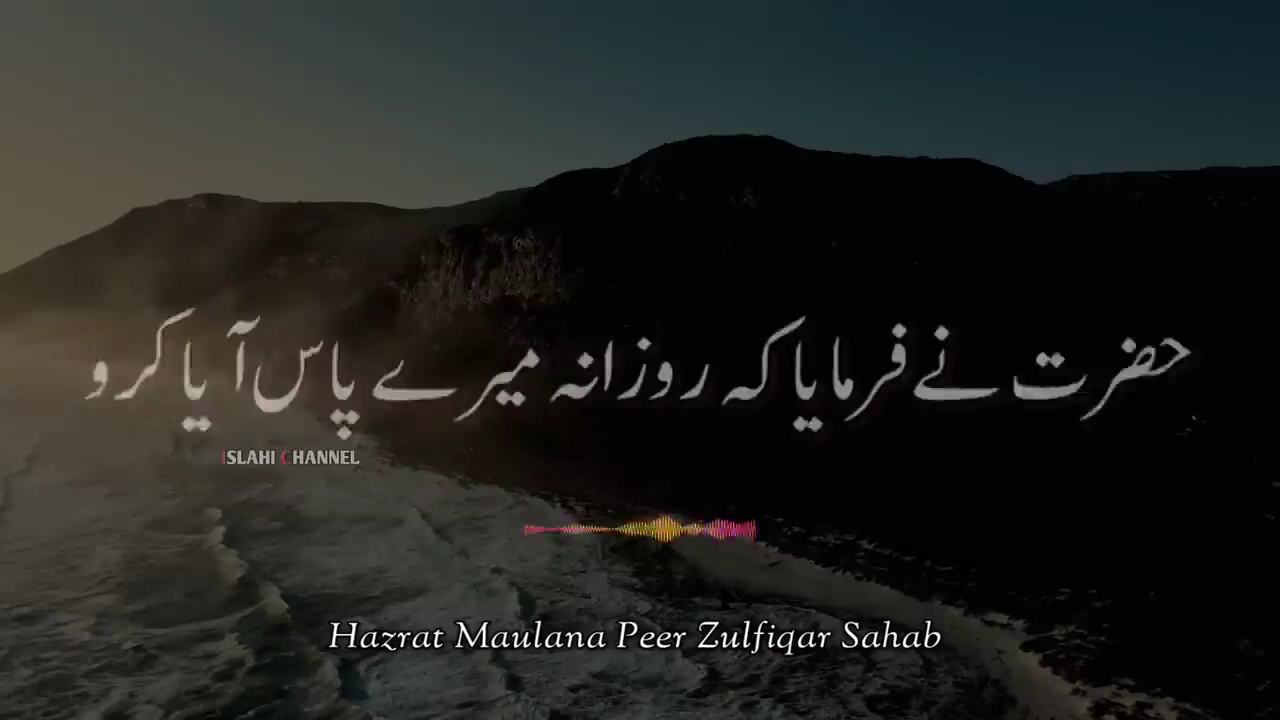 حضرت نے فرمایا کہ روزانہ میرے پاس آیا کرو
ISLAHI CHANNEL
Hazrat Maulana Peer Zulfiqar Sahab